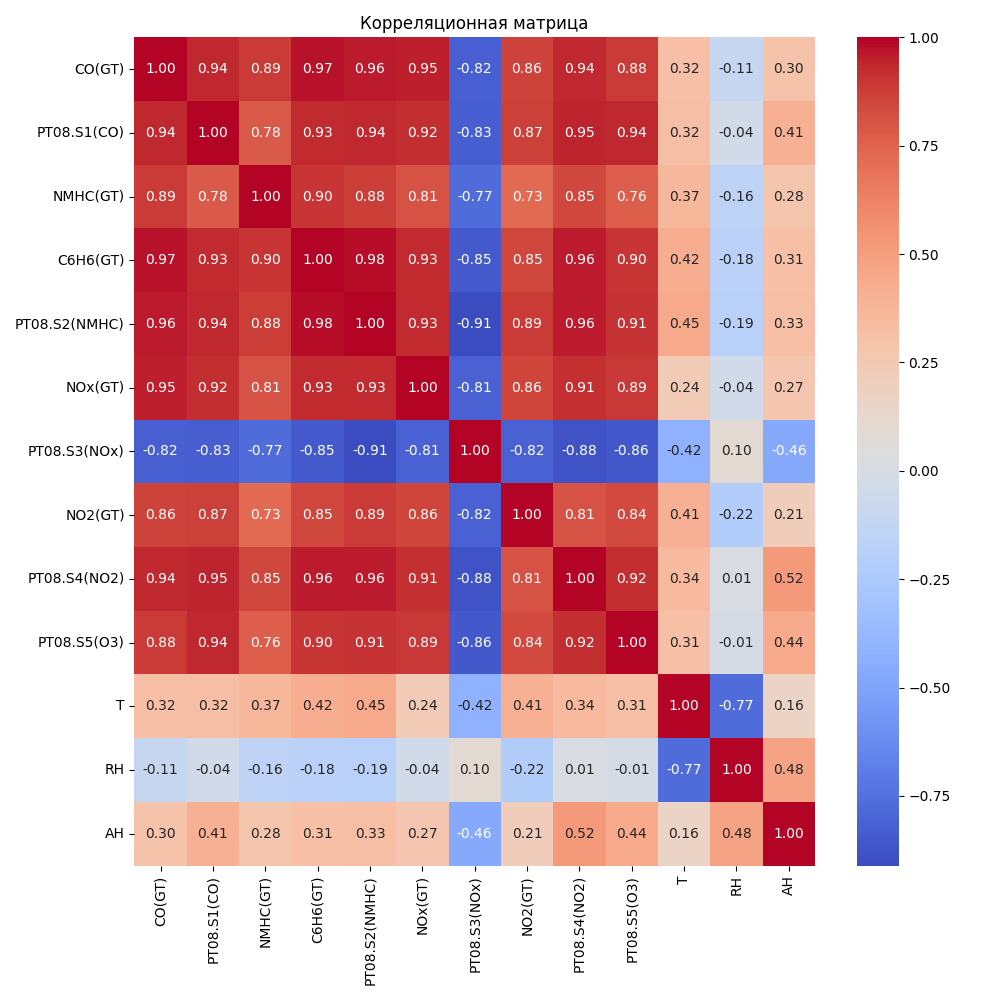 Корреляционная матрица
CO(GT) 1.00 0.94 0.89 0.97 0.96 0.95 -0.82 0.86 0.94 0.88 0.32 -0.11 0.30
PT08.S1(CO) 0.94 1.00 0.78 0.93 0.94 0.92 -0.83 0.87 0.95 0.94 0.32 -0.04 0.41
NMHC(GT) 0.89 0.78 1.00 0.90 0.88 0.81 -0.77 0.73 0.85 0.76 0.37 -0.16 0.28
C6H6(GT) 0.97 0.93 0.90 1.00 0.98 0.93 -0.85 0.85 0.96 0.90 0.42 -0.18 0.31
PT08.S2(NMHC) 0.96 0.94 0.88 0.98 1.00 0.93 -0.91 0.89 0.96 0.91 0.45 -0.19 0.33
NOx(GT) 0.95 0.92 0.81 0.93 0.93 1.00 -0.81 0.86 0.91 0.89 0.24 -0.04 0.27
PT08.S3(NOx) -0.82 -0.83 -0.77 -0.85 -0.91 -0.81 1.00 -0.82 -0.88 -0.86 -0.42 0.10 -0.46
NO2(GT) 0.86 0.87 0.73 0.85 0.89 0.86 -0.82 1.00 0.81 0.84 0.41 -0.22 0.21
PT08.S4(NO2) 0.94 0.95 0.85 0.96 0.96 0.91 -0.88 0.81 1.00 0.92 0.34 0.01 0.52
PT08.S5(O3) 0.88 0.94 0.76 0.90 0.91 0.89 -0.86 0.84 0.92 1.00 0.31 -0.01 0.44
T 0.32 0.32 0.37 0.42 0.45 0.24 -0.42 0.41 0.34 0.31 1.00 -0.77 0.16
RH -0.11 -0.04 -0.16 -0.18 -0.19 -0.04 0.10 -0.22 0.01 -0.01 -0.77 1.00 0.48
AH 0.30 0.41 0.28 0.31 0.33 0.27 -0.46 0.21 0.52 0.44 0.16 0.48 1.00
CO(GT) PT08.S1(CO) NMHC(GT) C6H6(GT) PT08.S2(NMHC) NOx(GT) PT08.S3(NOx) NO2(GT) PT08.S4(NO2) PT08.S5(O3) T RH AH
1.00
0.75
0.50
0.25
0.00
−0.25
−0.50
−0.75